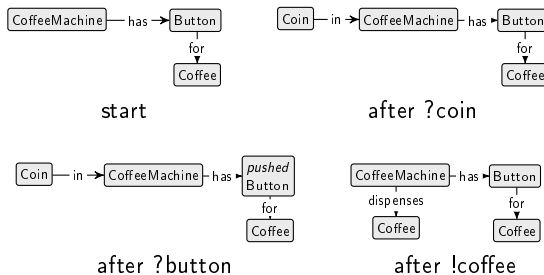 CoffeeMachine has Button
for
Coffee
start
Coin in CoffeeMachine has Button
for
Coffee
after ?coin
Coin in CoffeeMachine has pushed Button
for
Coffee
after ?button
CoffeeMachine has Button
dispenses for
Coffee Coffee
after !coffee